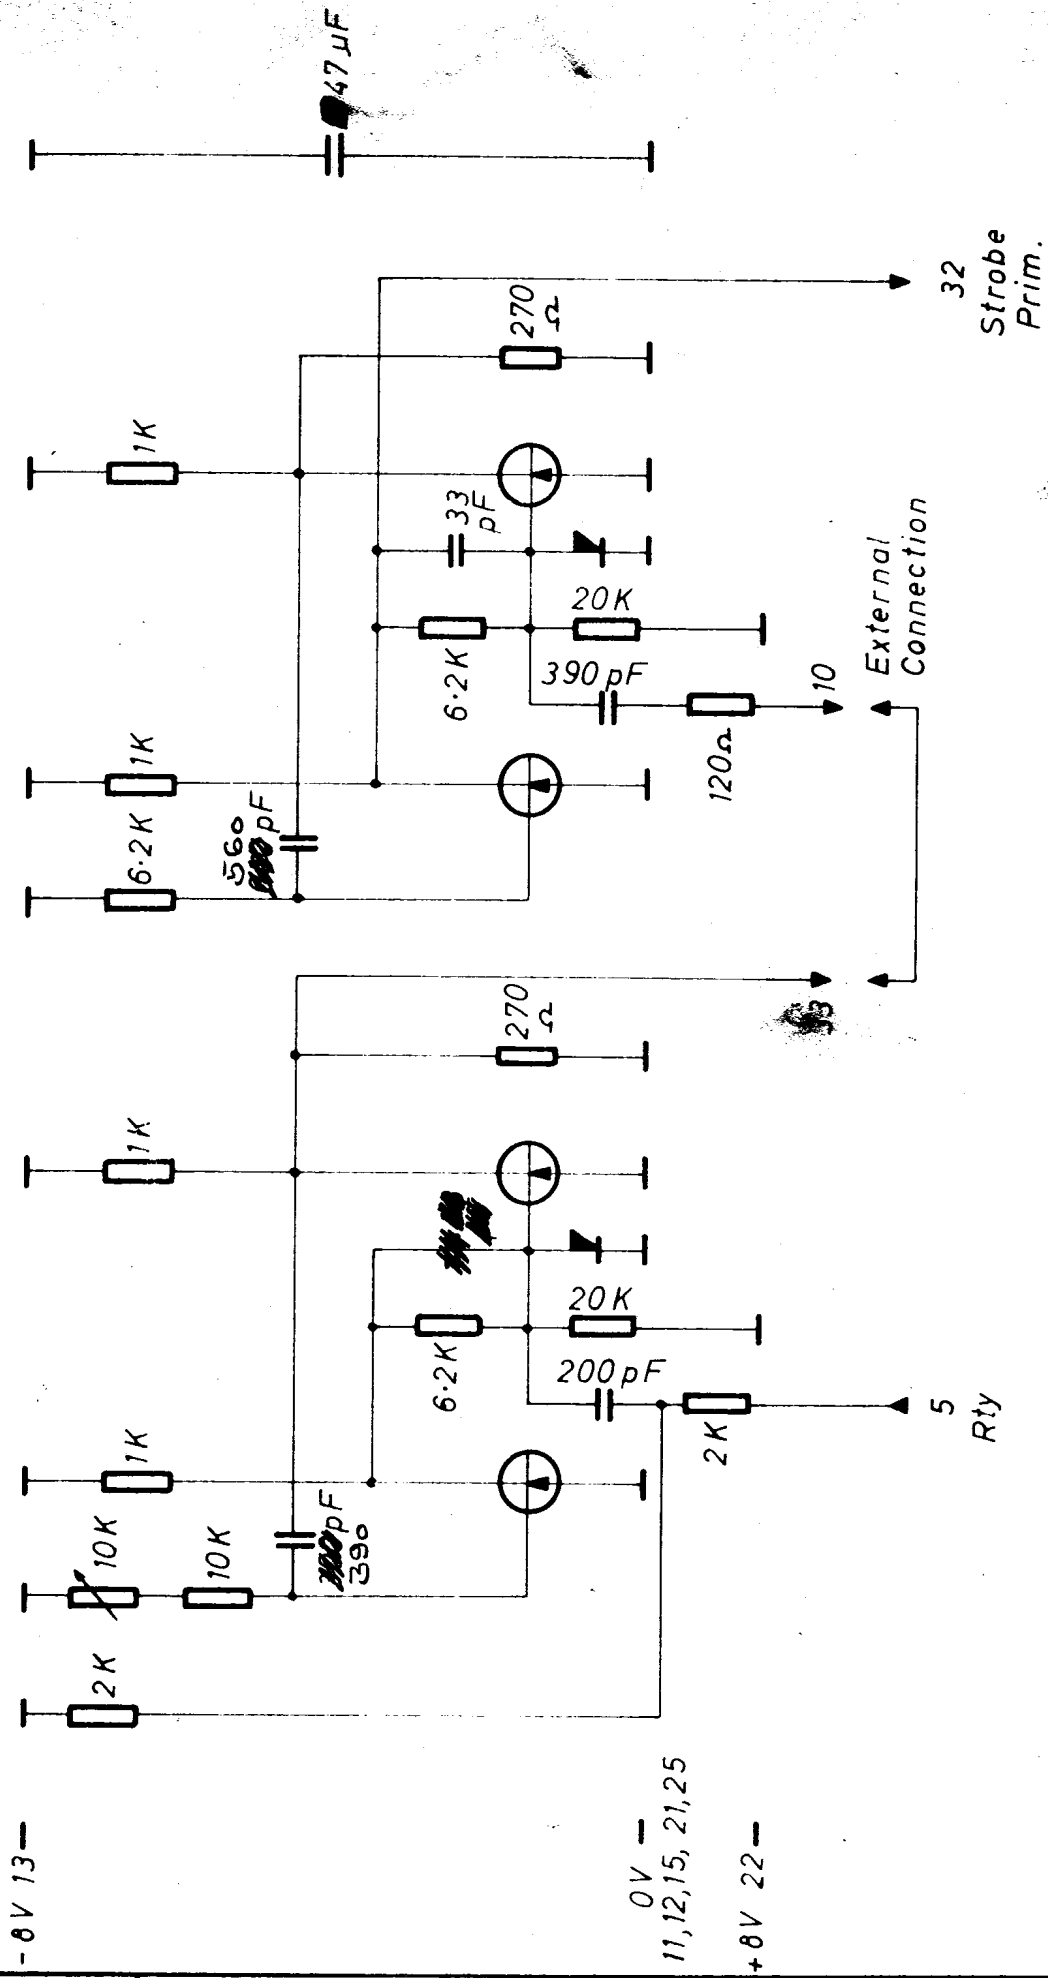 -8V 13
0V
11,12,15, 21,25
+8V 22
2K
10K
10K
390
pF
1K
6.2K
200pF
20K
2K
5
Rty
1K
270
Ω
6.2K
560
pF
1K
6.2K
390pF
20K
120Ω
10
External
Connection
33
pF
1K
270
Ω
32
Strobe
Prim.
47µF